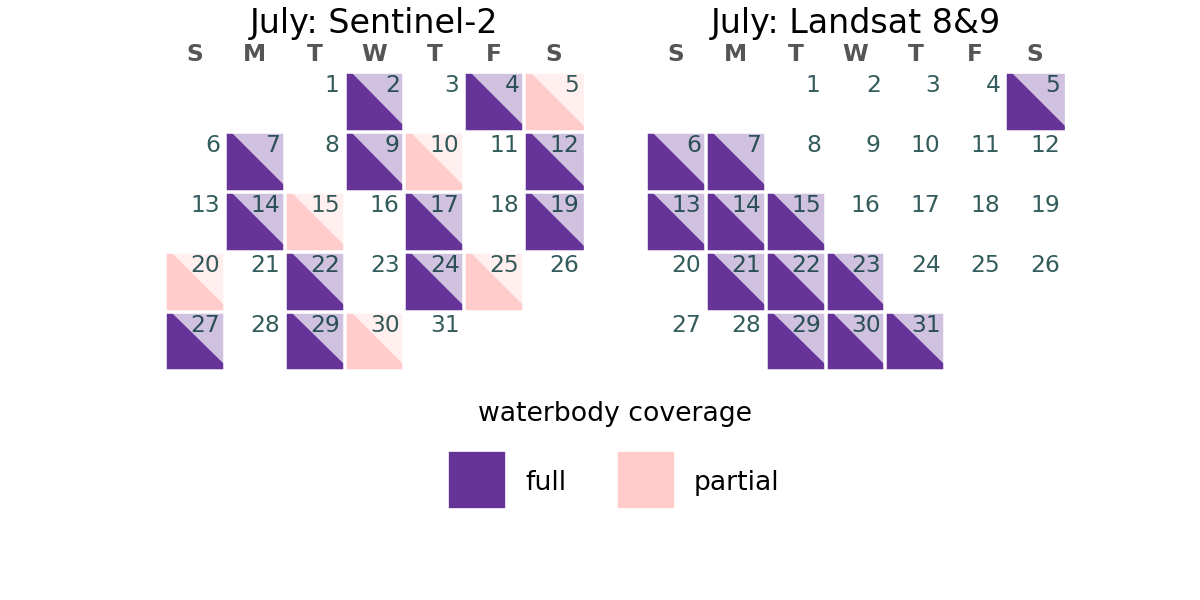 July: Sentinel-2
S M T W T F S
1 2 3 4 5
6 7 8 9 10 11 12
13 14 15 16 17 18 19
20 21 22 23 24 25 26
27 28 29 30 31
July: Landsat 8&9
S M T W T F S
1 2 3 4 5
6 7 8 9 10 11 12
13 14 15 16 17 18 19
20 21 22 23 24 25 26
27 28 29 30 31
waterbody coverage
full partial